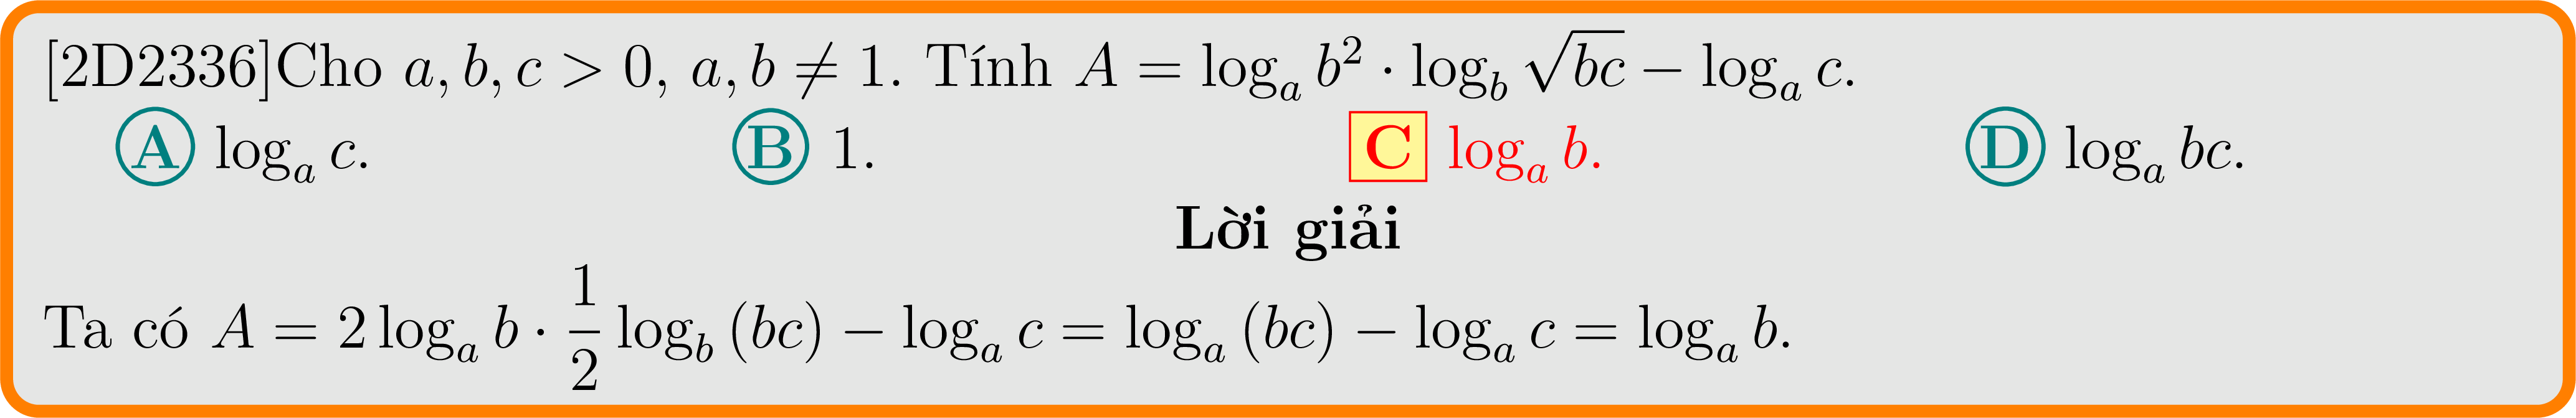 [2D2336]Cho $a, b, c > 0$, $a, b \neq 1$. Tính $A = \log_a b^2 \cdot \log_b \sqrt{bc} - \log_a c$.
A $\log_a c$. B 1. C $\log_a b$. D $\log_a bc$.
Lời giải
Ta có $A = 2\log_a b \cdot \frac{1}{2} \log_b (bc) - \log_a c = \log_a (bc) - \log_a c = \log_a b$.